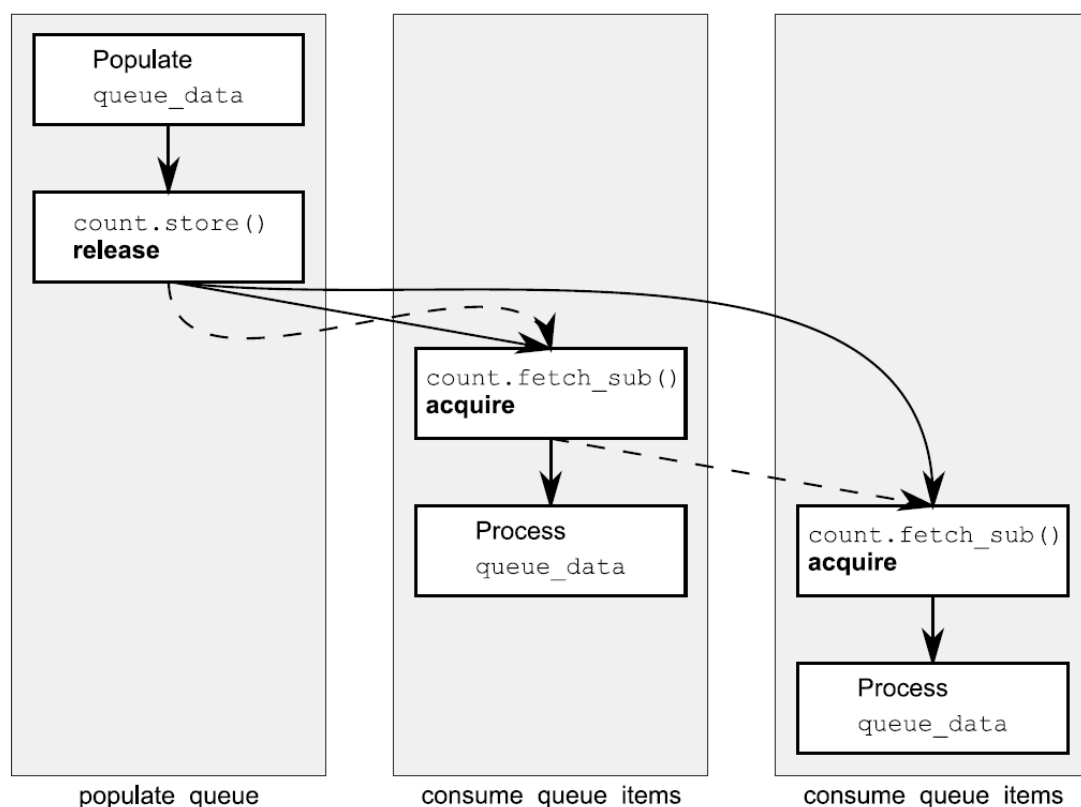 Populate
queue_data
count.store()
release
populate queue
count.fetch_sub()
acquire
Process
queue_data
consume queue items
count.fetch_sub()
acquire
Process
queue_data
consume queue items